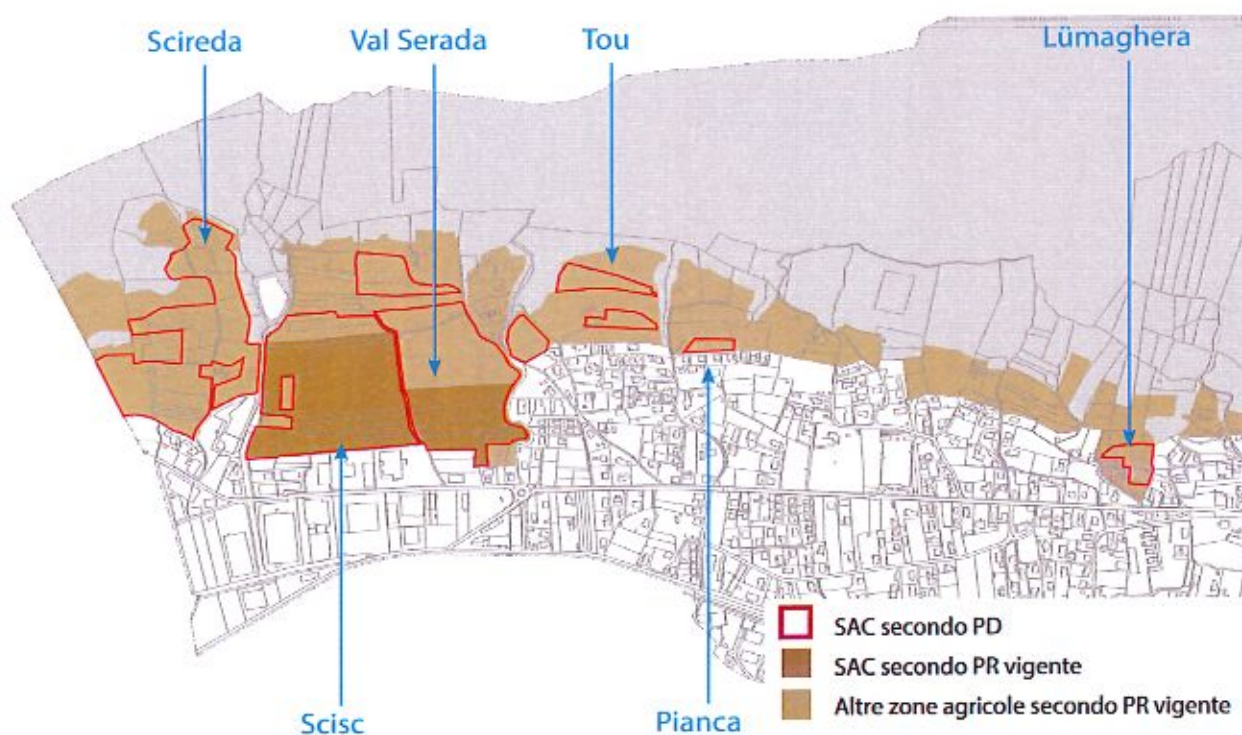 Scireda
Val Serada
Tou
Lümaghera
Scisc
Pianca
SAC secondo PD
SAC secondo PR vigente
Altre zone agricole secondo PR vigente